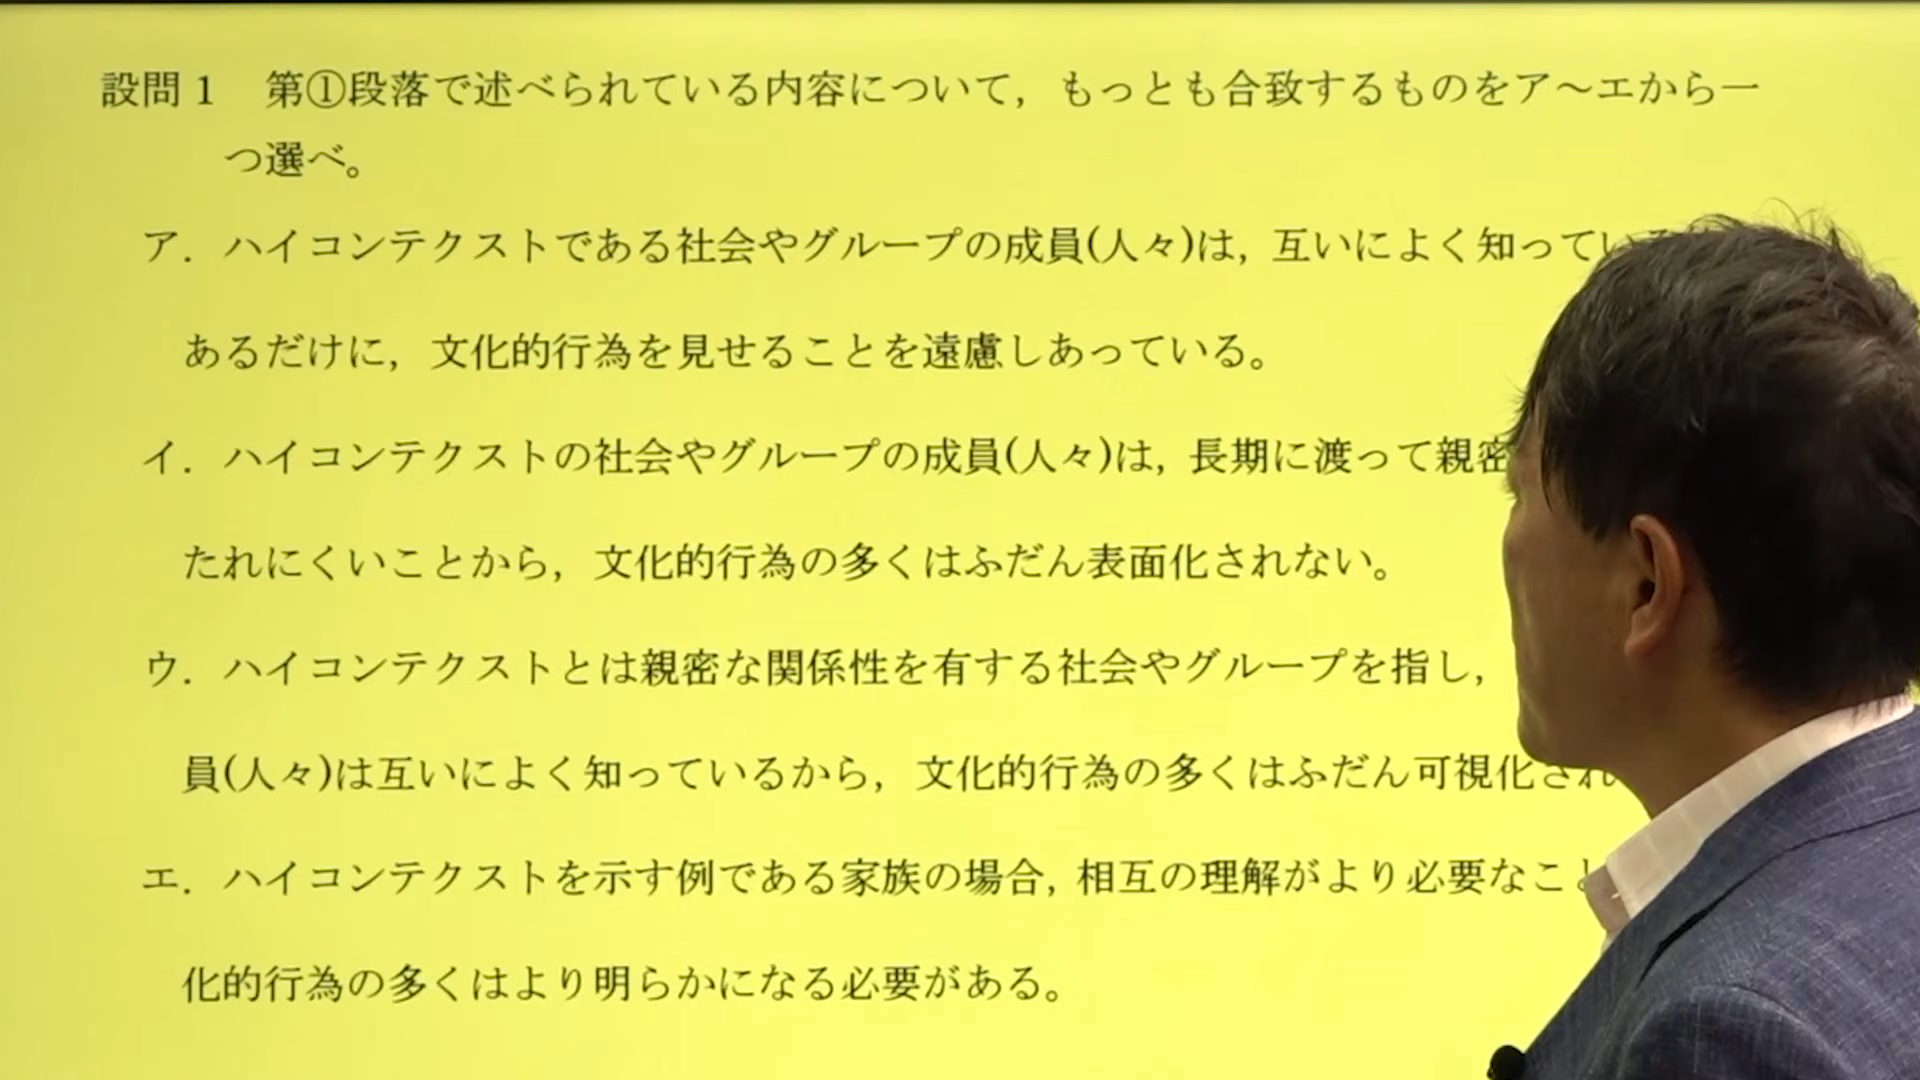 設問1 第①段落で述べられている内容について，もっとも合致するものをア～エから一
つ選べ。
ア．ハイコンテクストである社会やグループの成員(人々)は，互いによく知ってい
あるだけに，文化的行為を見せることを遠慮しあっている。
イ．ハイコンテクストの社会やグループの成員(人々)は，長期に渡って親密
たれにくいことから，文化的行為の多くはふだん表面化されない。
ウ．ハイコンテクストとは親密な関係性を有する社会やグループを指し，
員(人々)は互いによく知っているから，文化的行為の多くはふだん可視化され
エ．ハイコンテクストを示す例である家族の場合，相互の理解がより必要なこと
化的行為の多くはより明らかになる必要がある。